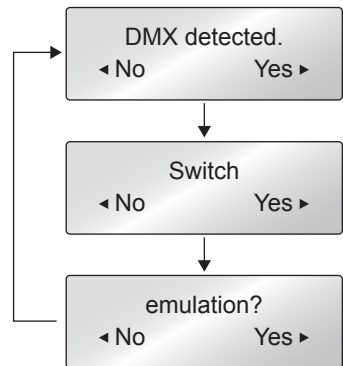 DMX detected.
◂ No Yes ▸
Switch
◂ No Yes ▸
emulation?
◂ No Yes ▸